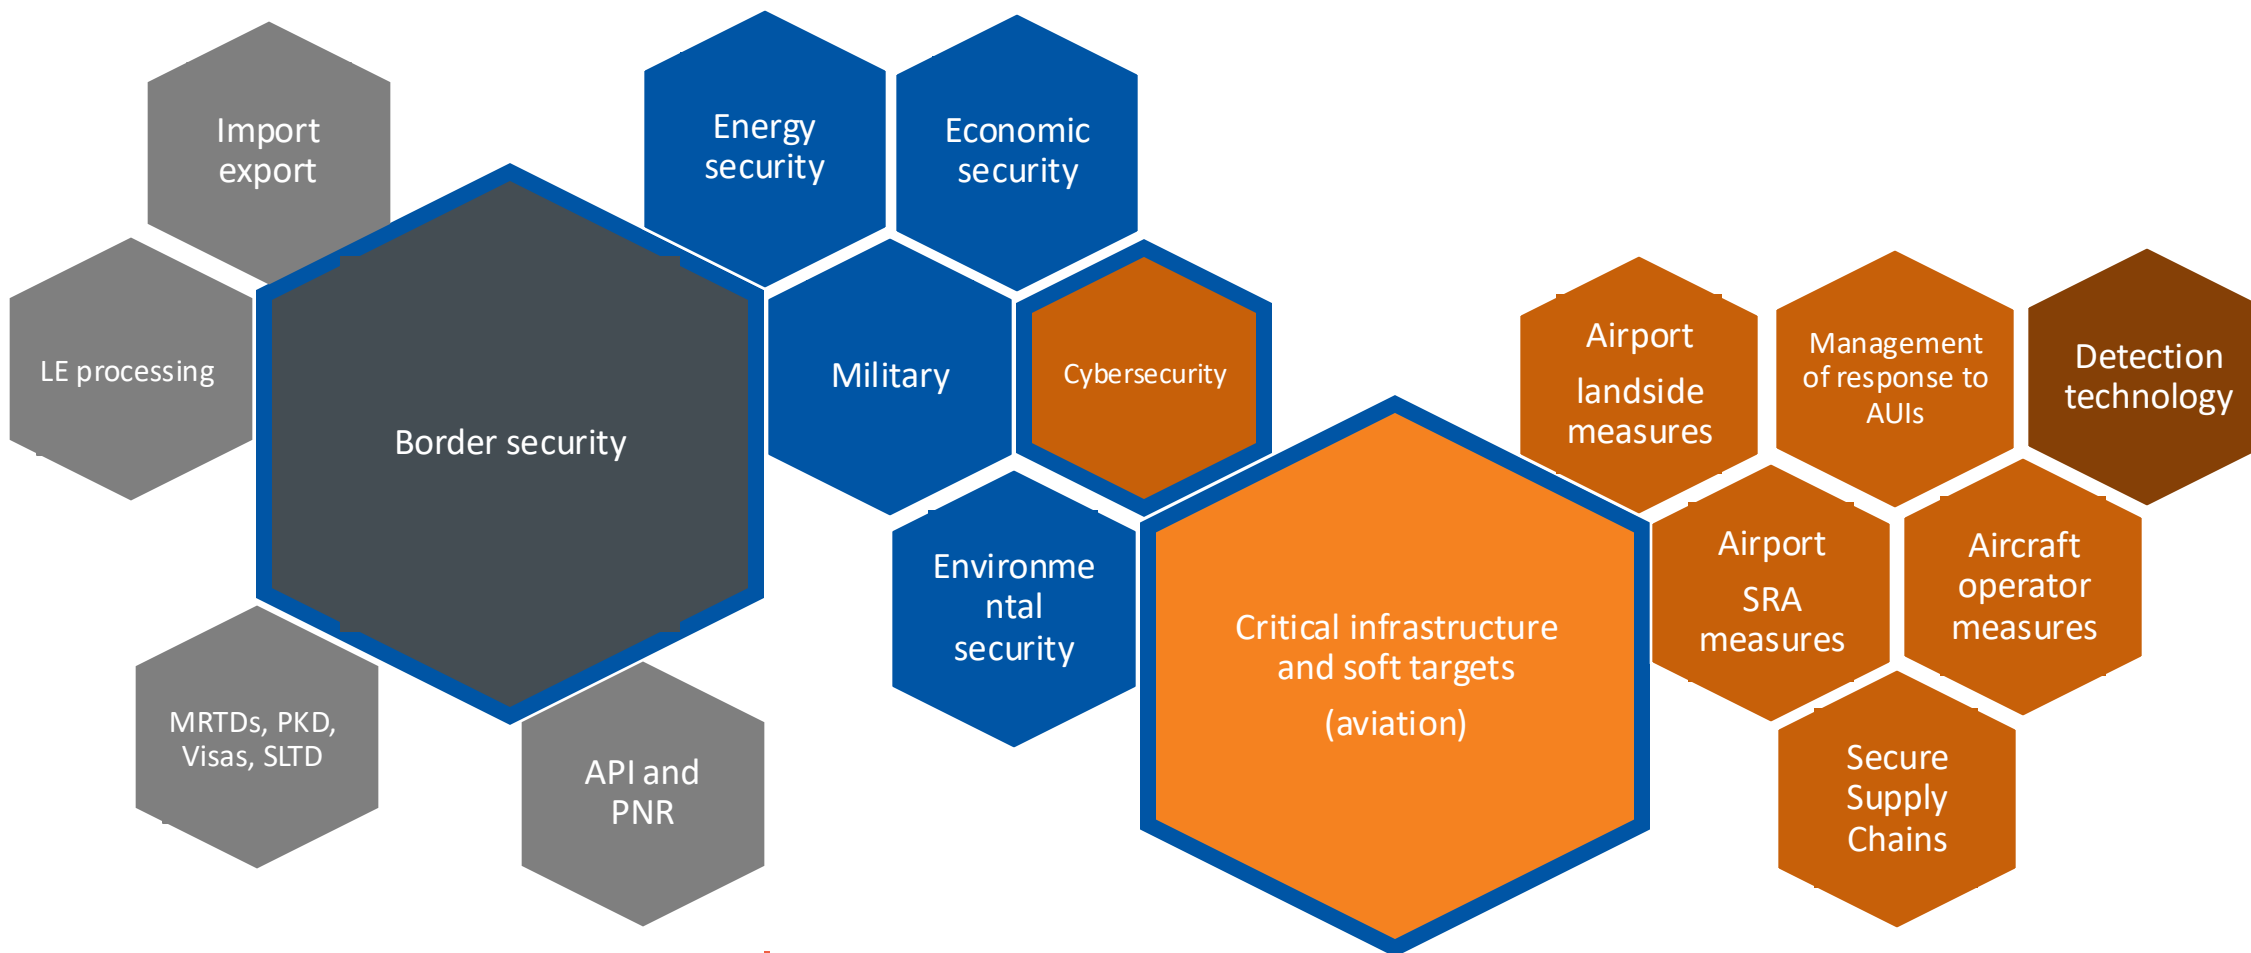 Import
export
LE processing
Border security
MRTDs, PKD,
Visas, SLTD
API and
PNR
Energy
security
Economic
security
Military
Cybersecurity
Environme
ntal
security
Critical infrastructure
and soft targets
(aviation)
Airport
landside
measures
Management
of response to
AUIs
Detection
technology
Airport
SRA
measures
Aircraft
operator
measures
Secure
Supply
Chains